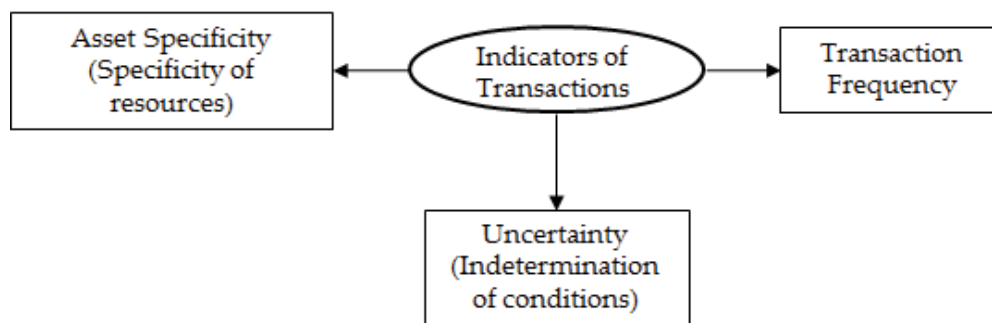 Asset Specificity
(Specificity of
resources)
Indicators of
Transactions
Transaction
Frequency
Uncertainty
(Indetermination
of conditions)